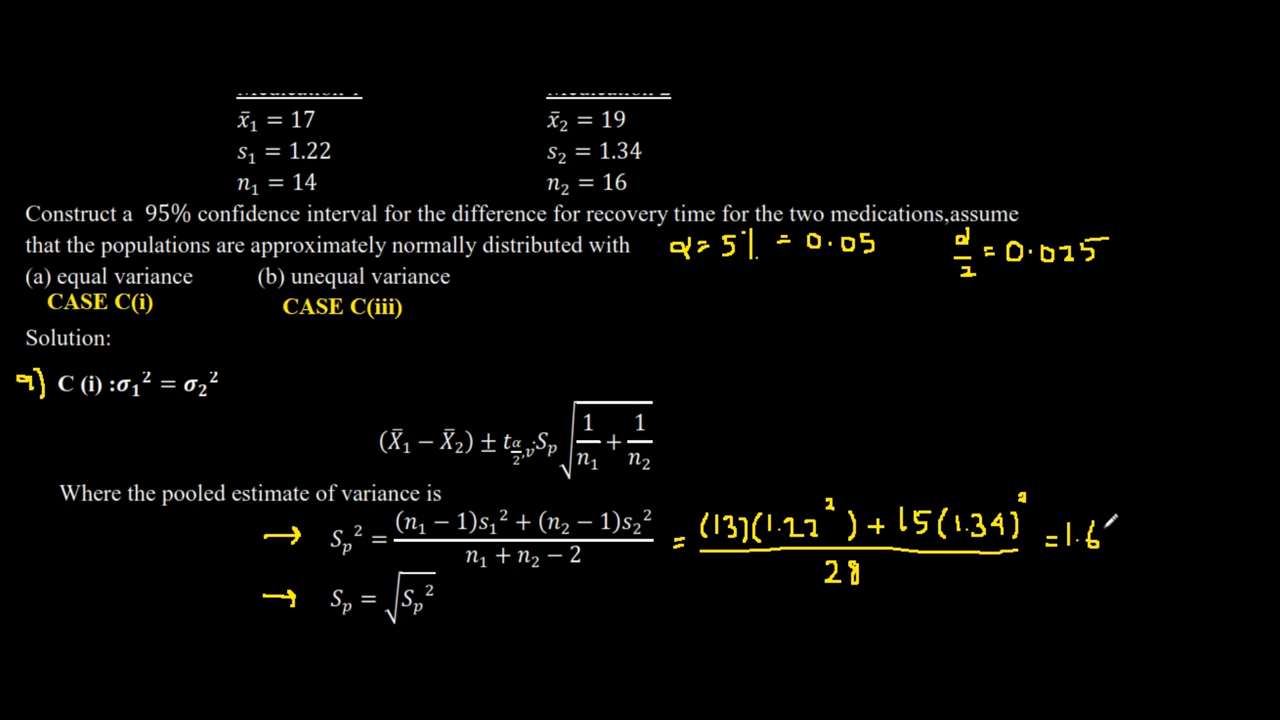 Medication 1 Medication 2
x̄₁ = 17 x̄₂ = 19
s₁ = 1.22 s₂ = 1.34
n₁ = 14 n₂ = 16
Construct a 95% confidence interval for the difference for recovery time for the two medications,assume
that the populations are approximately normally distributed with α = 5% = 0.05 α/2 = 0.025
(a) equal variance (b) unequal variance
CASE C(i) CASE C(iii)
Solution:
a) C (i) :σ₁² = σ₂²
(X̄₁ − X̄₂) ± t_{α/2,v} S_p √(1/n₁ + 1/n₂)
Where the pooled estimate of variance is
→ S_p² = ((n₁ − 1)s₁² + (n₂ − 1)s₂²)/(n₁ + n₂ − 2) = ((13)(1.22²) + 15(1.34)²)/28 = 1.6
→ S_p = √(S_p²)